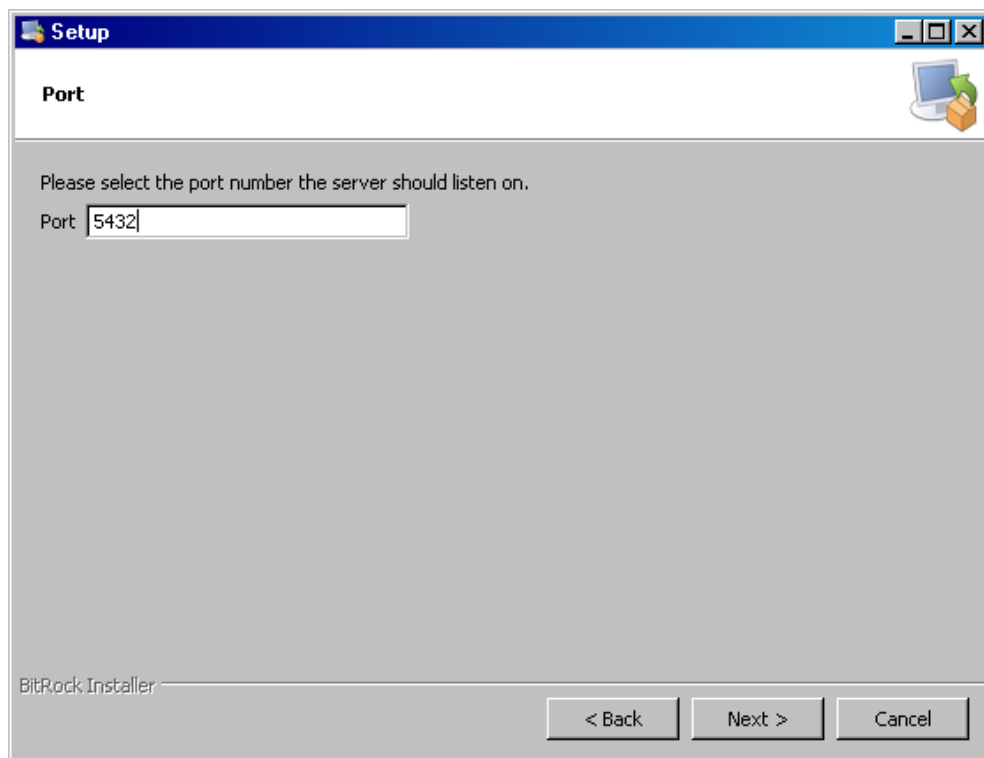 Setup
Port
Please select the port number the server should listen on.
Port 5432
BitRock Installer
< Back Next > Cancel